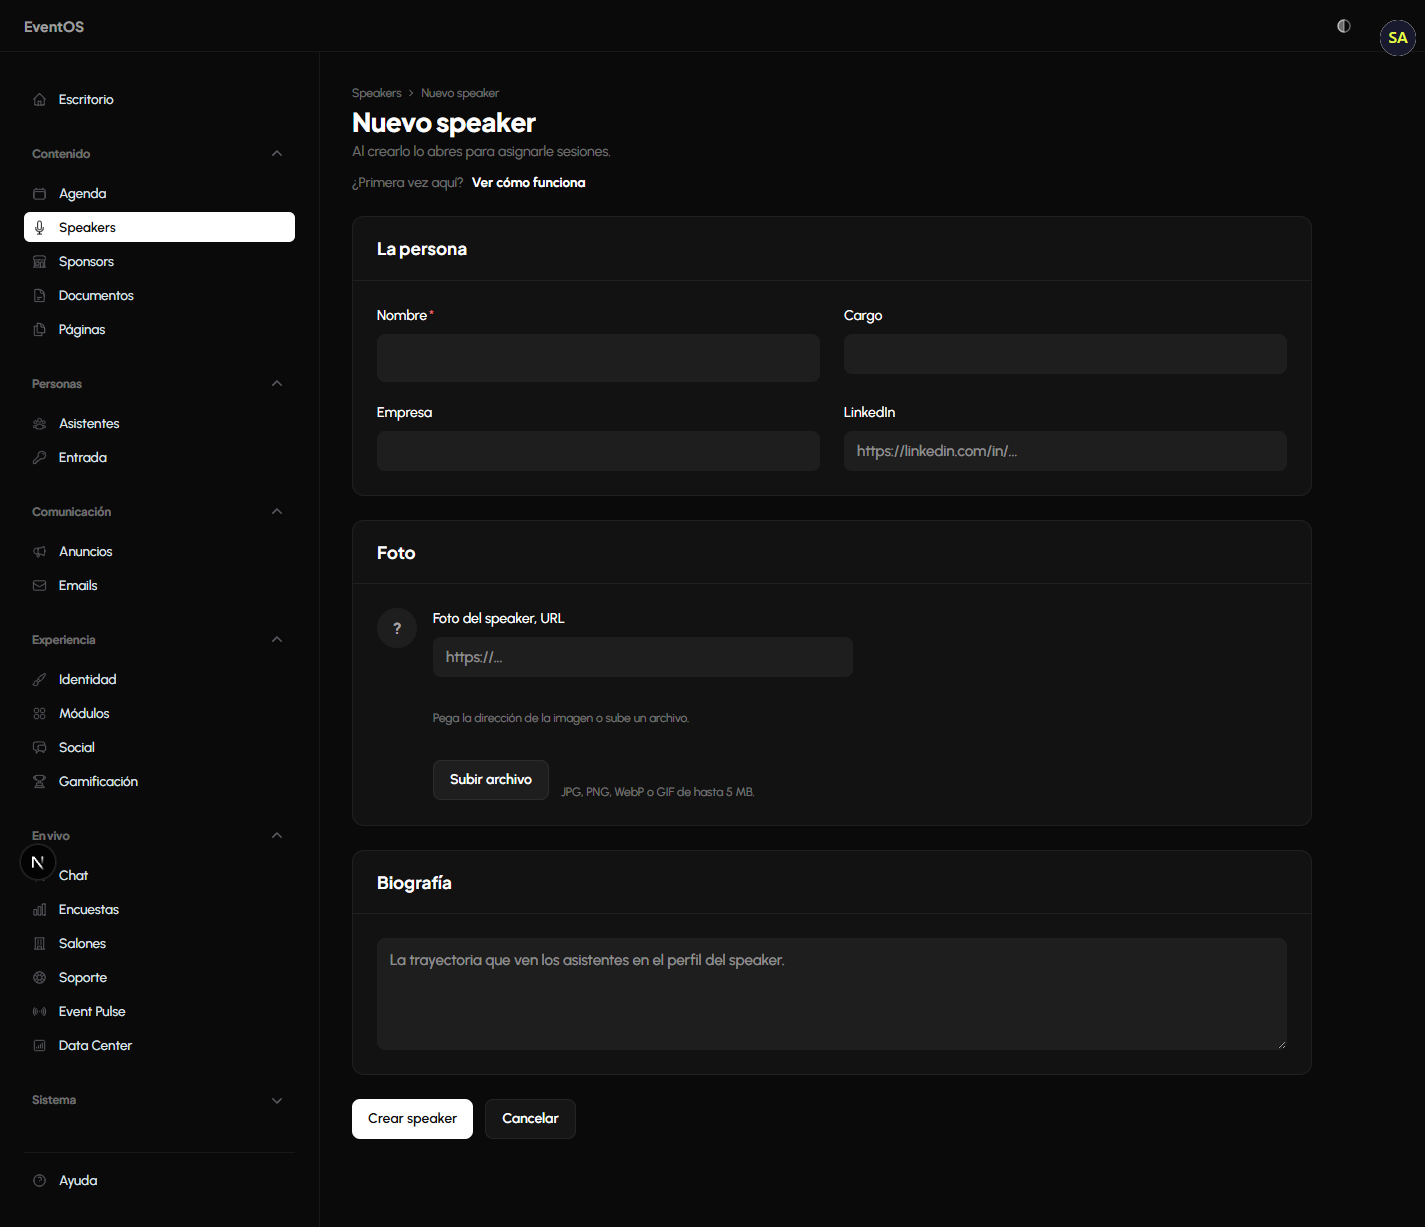 EventOS
SA
Escritorio
Contenido
Agenda
Speakers
Sponsors
Documentos
Páginas
Personas
Asistentes
Entrada
Comunicación
Anuncios
Emails
Experiencia
Identidad
Módulos
Social
Gamificación
En vivo
N
Chat
Encuestas
Salones
Soporte
Event Pulse
Data Center
Sistema
Ayuda
Speakers > Nuevo speaker
Nuevo speaker
Al crearlo lo abres para asignarle sesiones.
¿Primera vez aquí? Ver cómo funciona
La persona
Nombre*
Cargo
Empresa
LinkedIn
https://linkedin.com/in/...
Foto
?
Foto del speaker, URL
https://...
Pega la dirección de la imagen o sube un archivo.
Subir archivo
JPG, PNG, WebP o GIF de hasta 5 MB.
Biografía
La trayectoria que ven los asistentes en el perfil del speaker.
Crear speaker
Cancelar